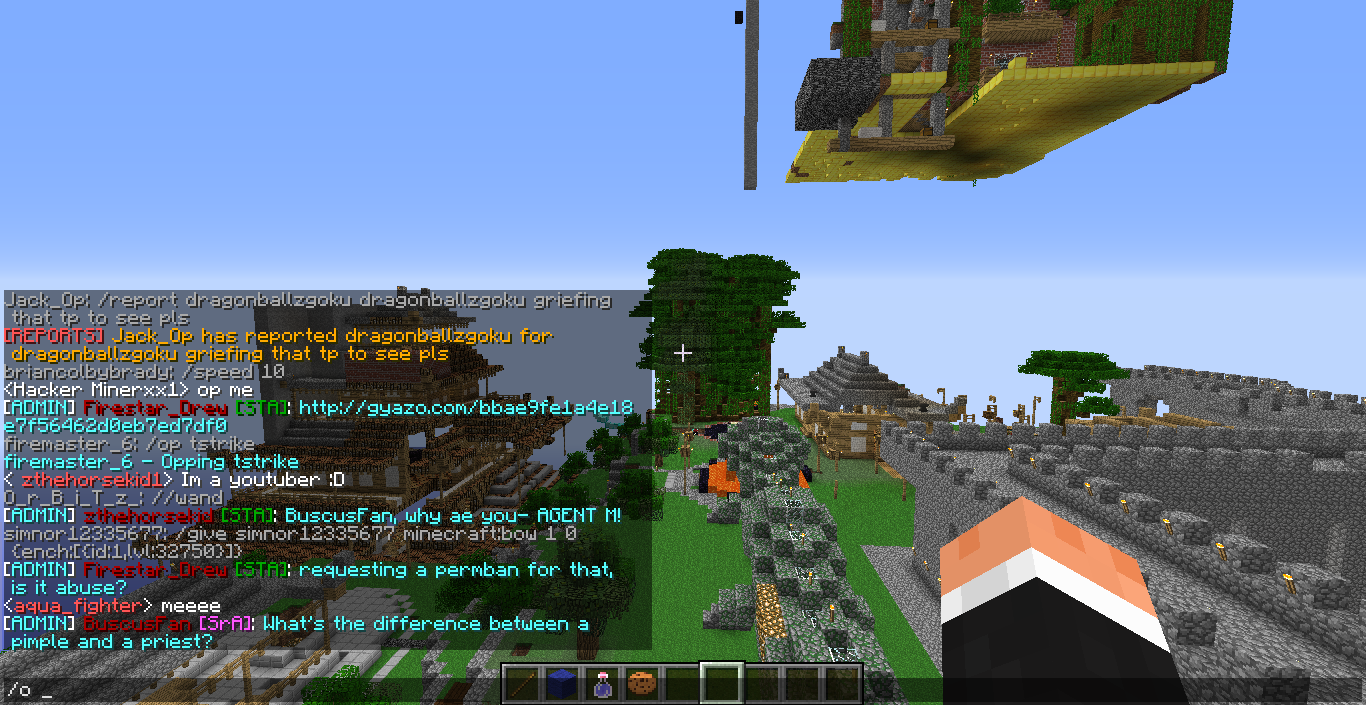 Jack_Op: /report dragonballzgoku dragonballzgoku griefing
that tp to see pls
[REPORTS] Jack_Op has reported dragonballzgoku for
dragonballzgoku griefing that tp to see pls
briancolbybrady: /speed 10
<Hacker Minerxx1> op me
[ADMIN] Firestar_Drew [STA]: http://gyazo.com/bbae9fe1a4e18
e7f56462d0eb7ed7df0
firemaster_6: /op tstrike
firemaster_6 - Opping tstrike
< zthehorsekid1> Im a youtuber :D
O_r_B_i_T_z_: //wand
[ADMIN] zthehorsekid [STA]: BuscusFan, why ae you- AGENT M!
simnor12335677: /give simnor12335677 minecraft:bow 1 0
{ench:[{id:1,lvl:32750}]}
[ADMIN] Firestar_Drew [STA]: requesting a permban for that,
is it abuse?
<aqua_fighter> meeee
[ADMIN] BuscusFan [SrA]: What's the difference between a
pimple and a priest?
/o _